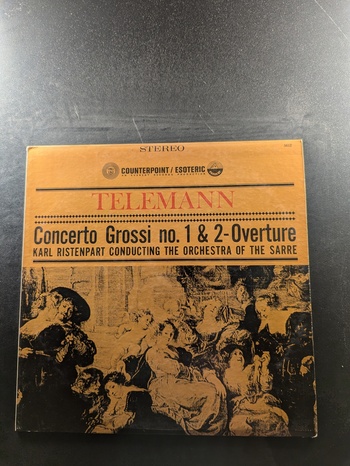 STEREO
COUNTERPOINT / ESOTERIC
TELEMANN
Concerto Grossi no. 1 & 2-Overture
KARL RISTENPART CONDUCTING THE ORCHESTRA OF THE SARRE